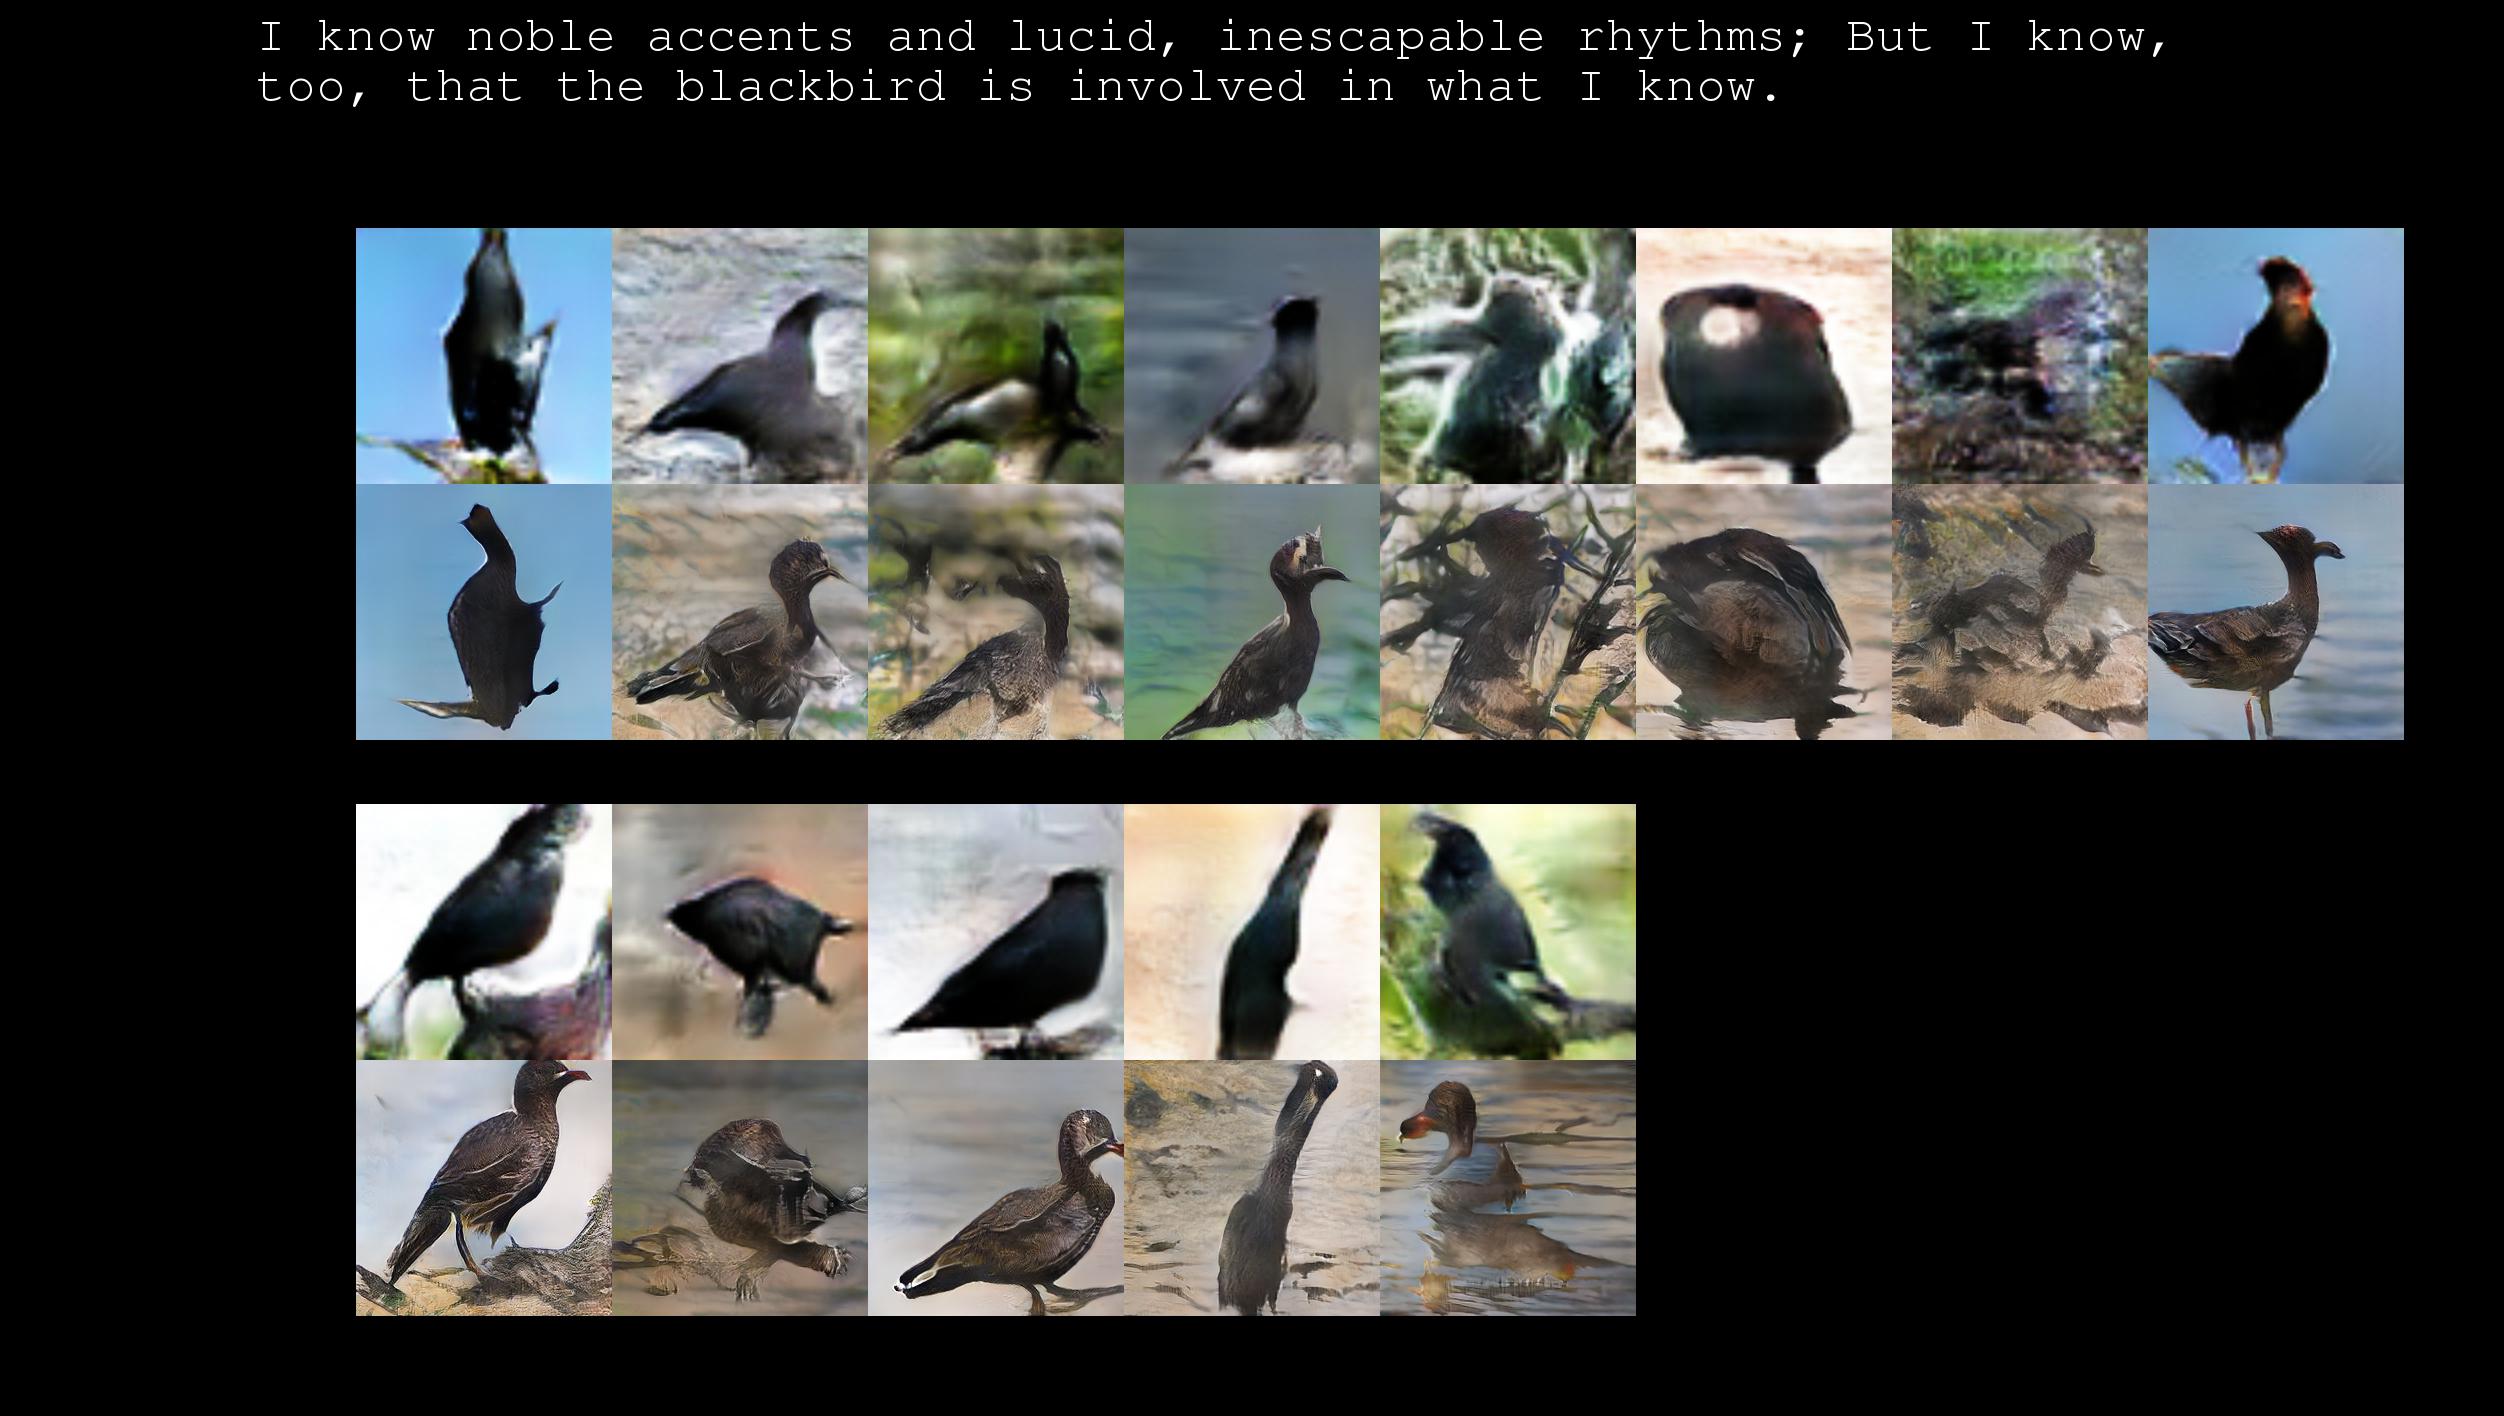 I know noble accents and lucid, inescapable rhythms; But I know,
too, that the blackbird is involved in what I know.